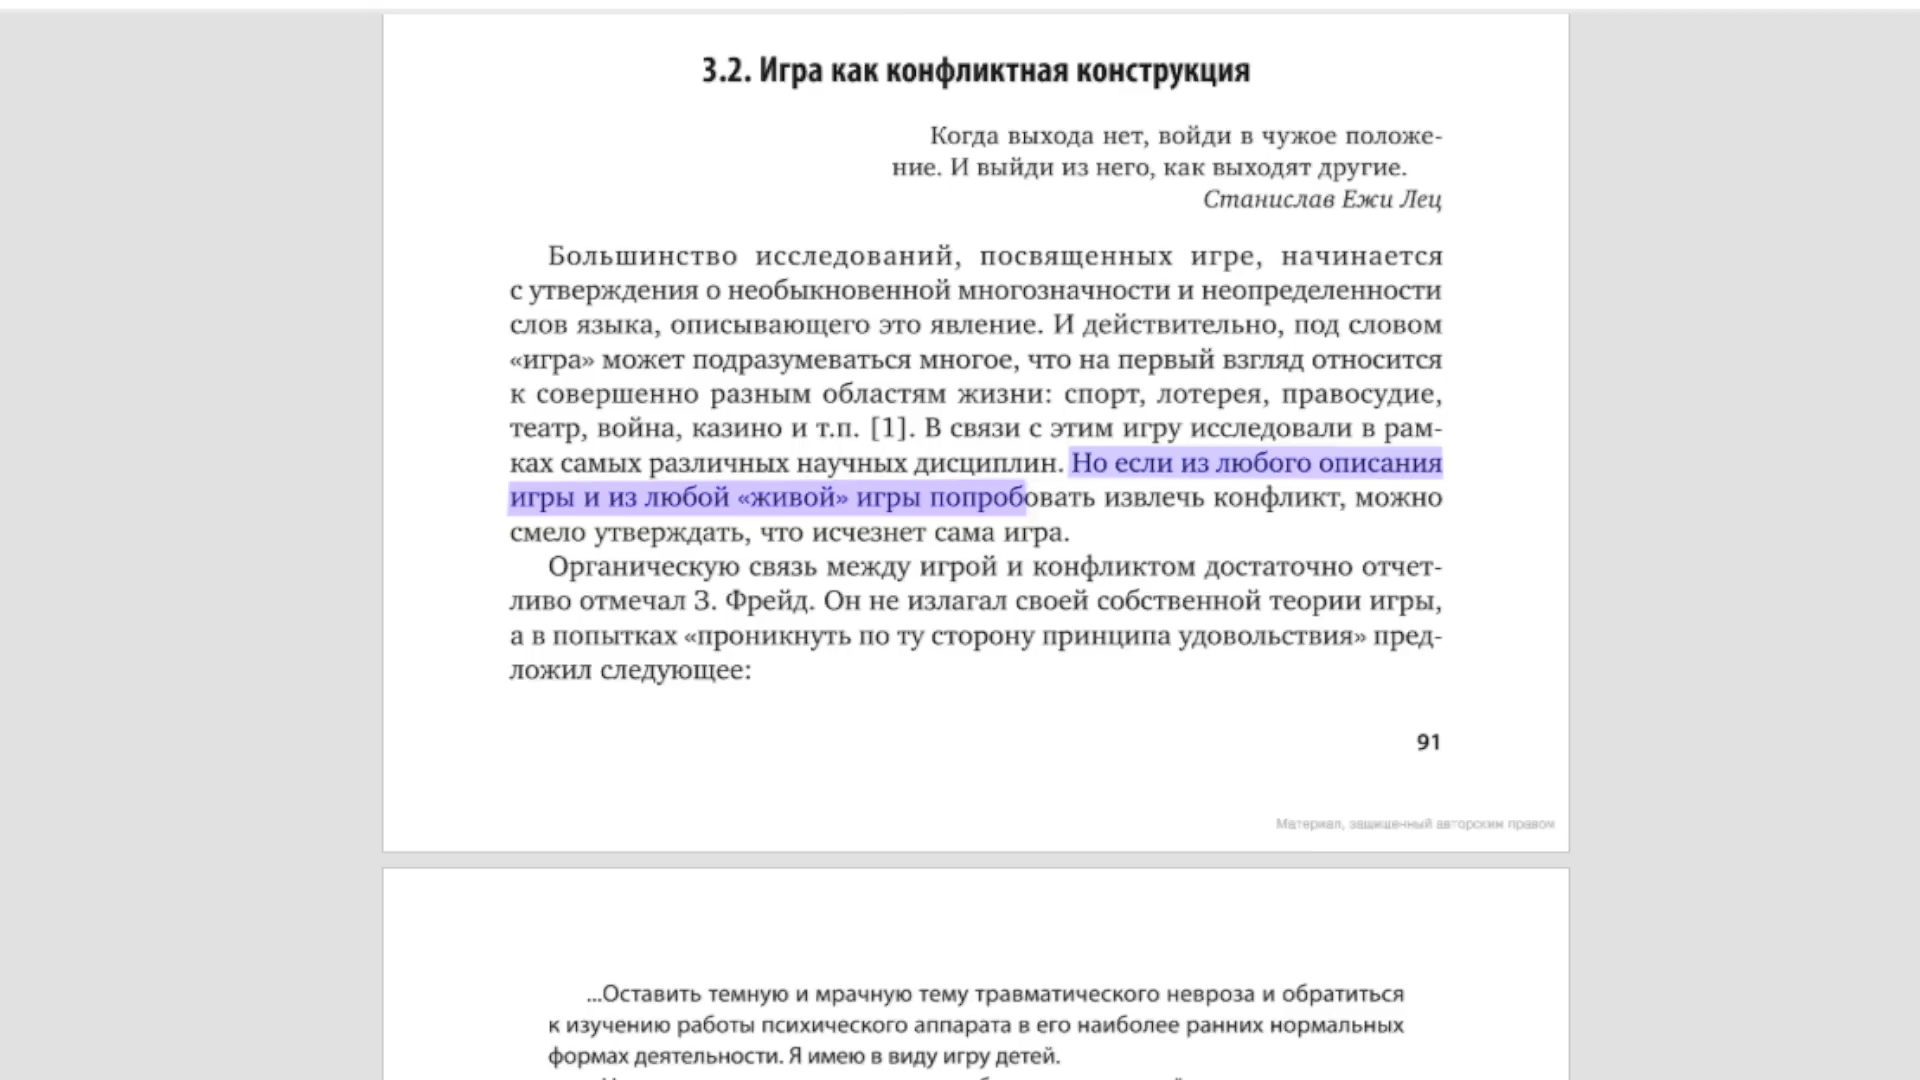 3.2. Игра как конфликтная конструкция
Когда выхода нет, войди в чужое положе-
ние. И выйди из него, как выходят другие.
Станислав Ежи Лец
Большинство исследований, посвященных игре, начинается
с утверждения о необыкновенной многозначности и неопределенности
слов языка, описывающего это явление. И действительно, под словом
«игра» может подразумеваться многое, что на первый взгляд относится
к совершенно разным областям жизни: спорт, лотерея, правосудие,
театр, война, казино и т.п. [1]. В связи с этим игру исследовали в рам-
ках самых различных научных дисциплин. Но если из любого описания
игры и из любой «живой» игры попробовать извлечь конфликт, можно
смело утверждать, что исчезнет сама игра.
Органическую связь между игрой и конфликтом достаточно отчет-
ливо отмечал З. Фрейд. Он не излагал своей собственной теории игры,
а в попытках «проникнуть по ту сторону принципа удовольствия» пред-
ложил следующее:
91
Материал, защищенный авторским правом
...Оставить темную и мрачную тему травматического невроза и обратиться
к изучению работы психического аппарата в его наиболее ранних нормальных
формах деятельности. Я имею в виду игру детей.